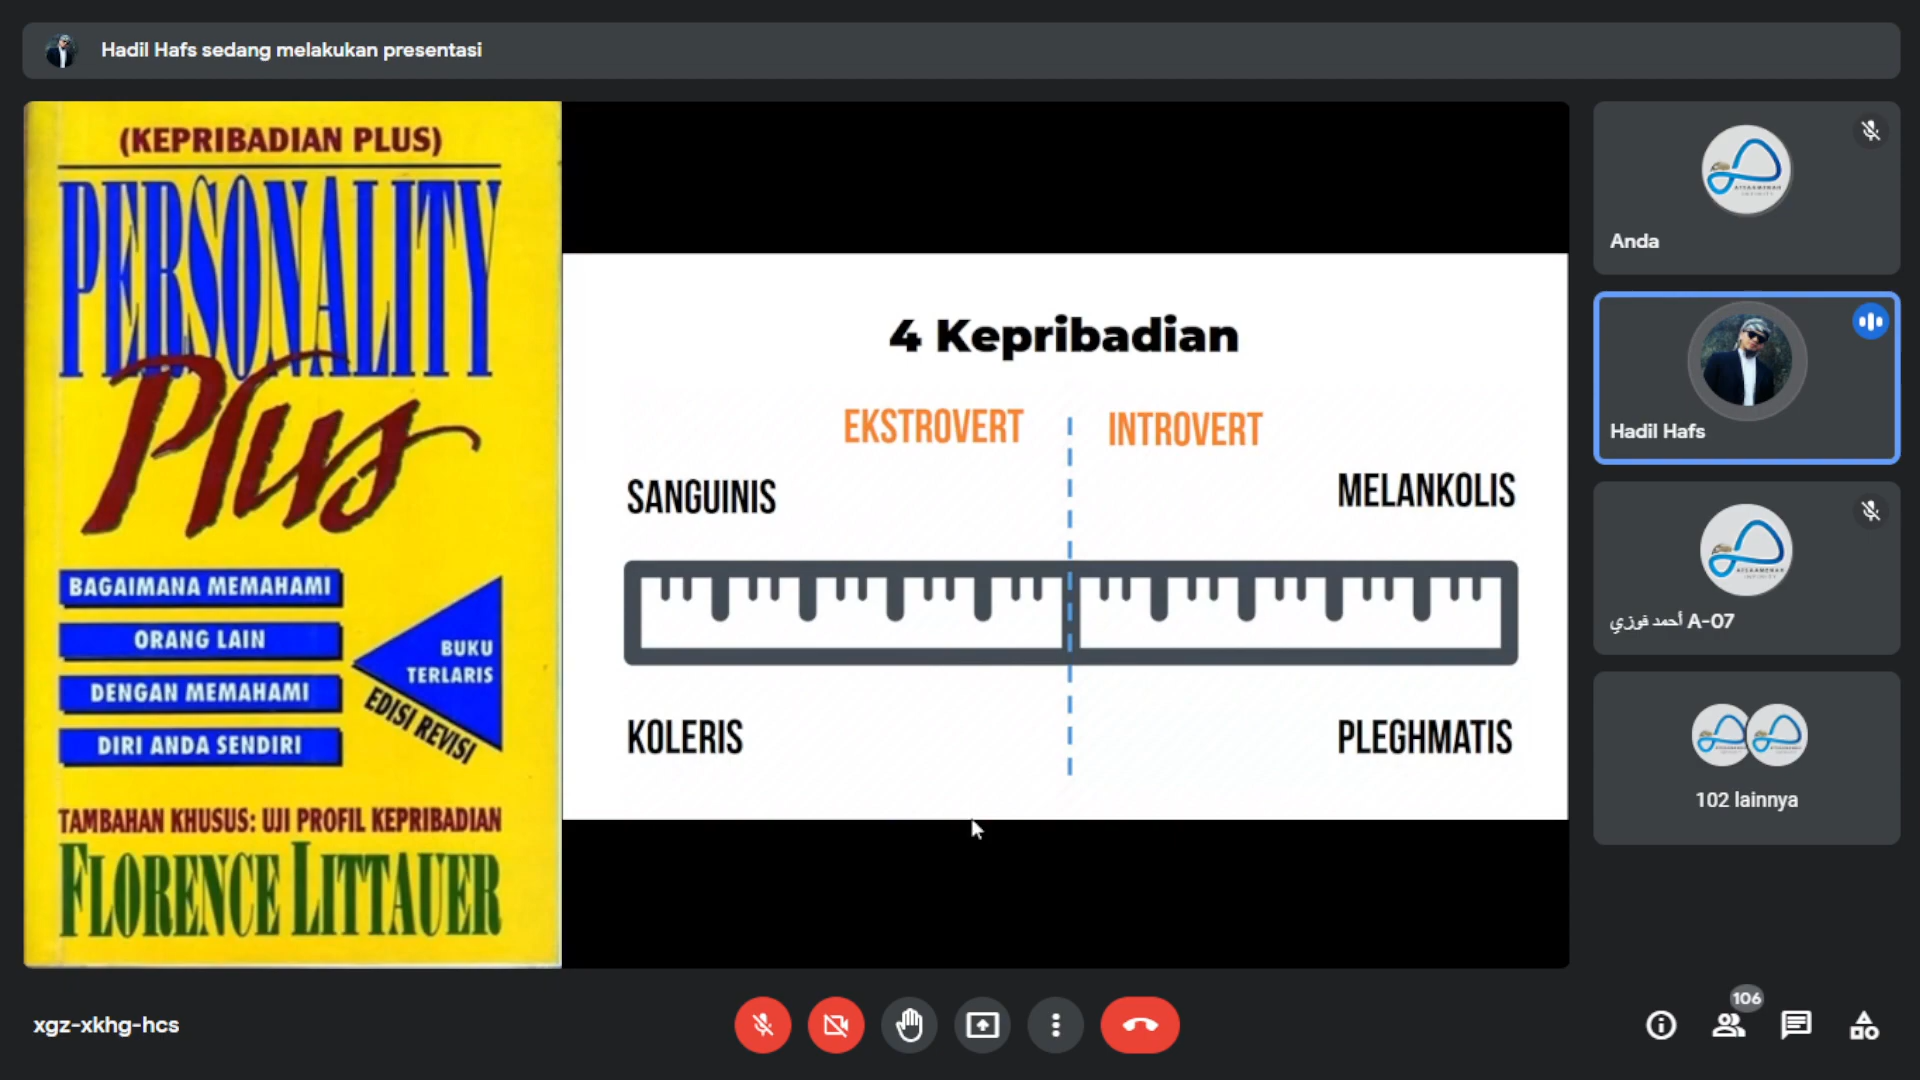 Hadil Hafs sedang melakukan presentasi
(KEPRIBADIAN PLUS)
PERSONALITY
Plus
BAGAIMANA MEMAHAMI
ORANG LAIN
DENGAN MEMAHAMI
DIRI ANDA SENDIRI
BUKU
TERLARIS
EDISI REVISI
TAMBAHAN KHUSUS: UJI PROFIL KEPRIBADIAN
FLORENCE LITTAUER
4 Kepribadian
EKSTROVERT
INTROVERT
SANGUINIS
MELANKOLIS
KOLERIS
PLEGHMATIS
Anda
Hadil Hafs
A-07 أحمد فوزي
102 lainnya
xgz-xkhg-hcs
106